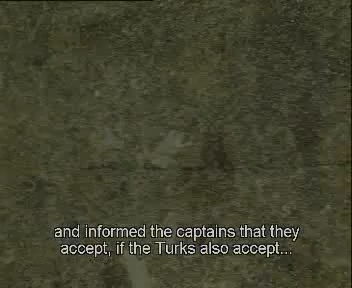 and informed the captains that they
accept, if the Turks also accept...